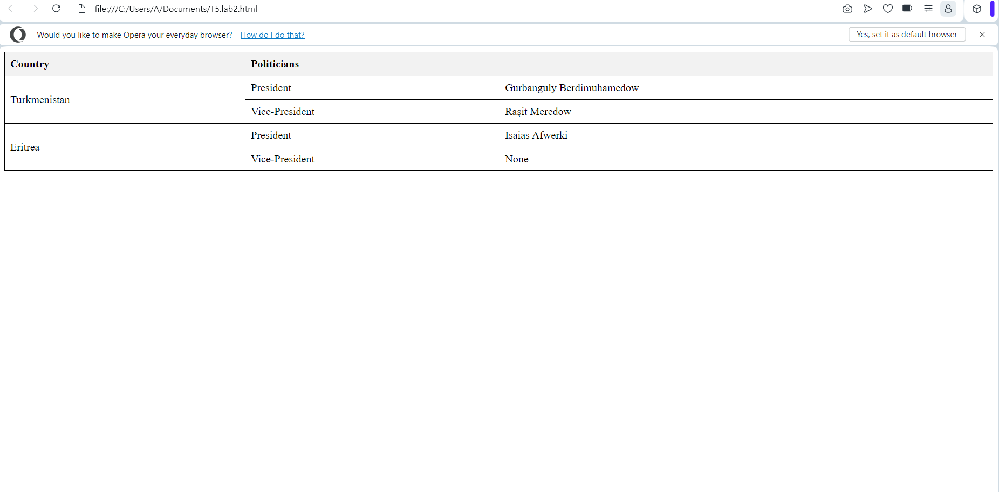 file:///C:/Users/A/Documents/T5.lab2.html
Would you like to make Opera your everyday browser? How do I do that? Yes, set it as default browser
Country Politicians
Turkmenistan
President Gurbanguly Berdimuhamedow
Vice-President Raşit Meredow
Eritrea
President Isaias Afwerki
Vice-President None